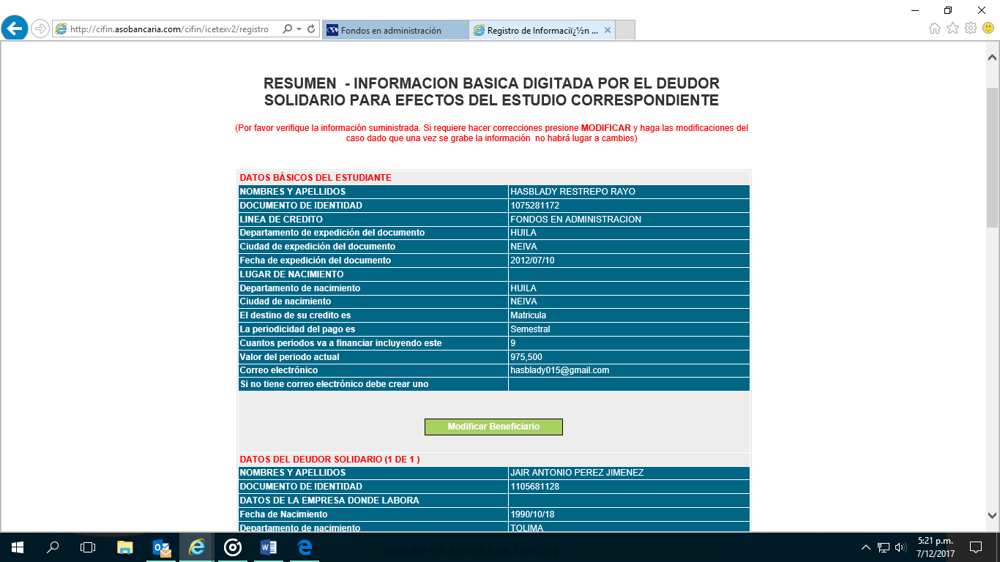 http://cifin.asobancaria.com/cifin/icetexv2/registro
Fondos en administración
Registro de Informaciï¿½n ...
RESUMEN - INFORMACION BASICA DIGITADA POR EL DEUDOR
SOLIDARIO PARA EFECTOS DEL ESTUDIO CORRESPONDIENTE
(Por favor verifique la información suministrada. Si requiere hacer correcciones presione MODIFICAR y haga las modificaciones del
caso dado que una vez se grabe la información no habrá lugar a cambios)
DATOS BÁSICOS DEL ESTUDIANTE
NOMBRES Y APELLIDOS HASBLADY RESTREPO RAYO
DOCUMENTO DE IDENTIDAD 1075281172
LINEA DE CREDITO FONDOS EN ADMINISTRACION
Departamento de expedición del documento HUILA
Ciudad de expedición del documento NEIVA
Fecha de expedición del documento 2012/07/10
LUGAR DE NACIMIENTO
Departamento de nacimiento HUILA
Ciudad de nacimiento NEIVA
El destino de su credito es Matricula
La periodicidad del pago es Semestral
Cuantos periodos va a financiar incluyendo este 9
Valor del periodo actual 975,500
Correo electrónico hasblady015@gmail.com
Si no tiene correo electrónico debe crear uno
Modificar Beneficiario
DATOS DEL DEUDOR SOLIDARIO (1 DE 1 )
NOMBRES Y APELLIDOS JAIR ANTONIO PEREZ JIMENEZ
DOCUMENTO DE IDENTIDAD 1105681128
DATOS DE LA EMPRESA DONDE LABORA
Fecha de Nacimiento 1990/10/18
Departamento de nacimiento TOLIMA
GRUPO DE RECURSOS FISICOS
5:21 p.m.
7/12/2017